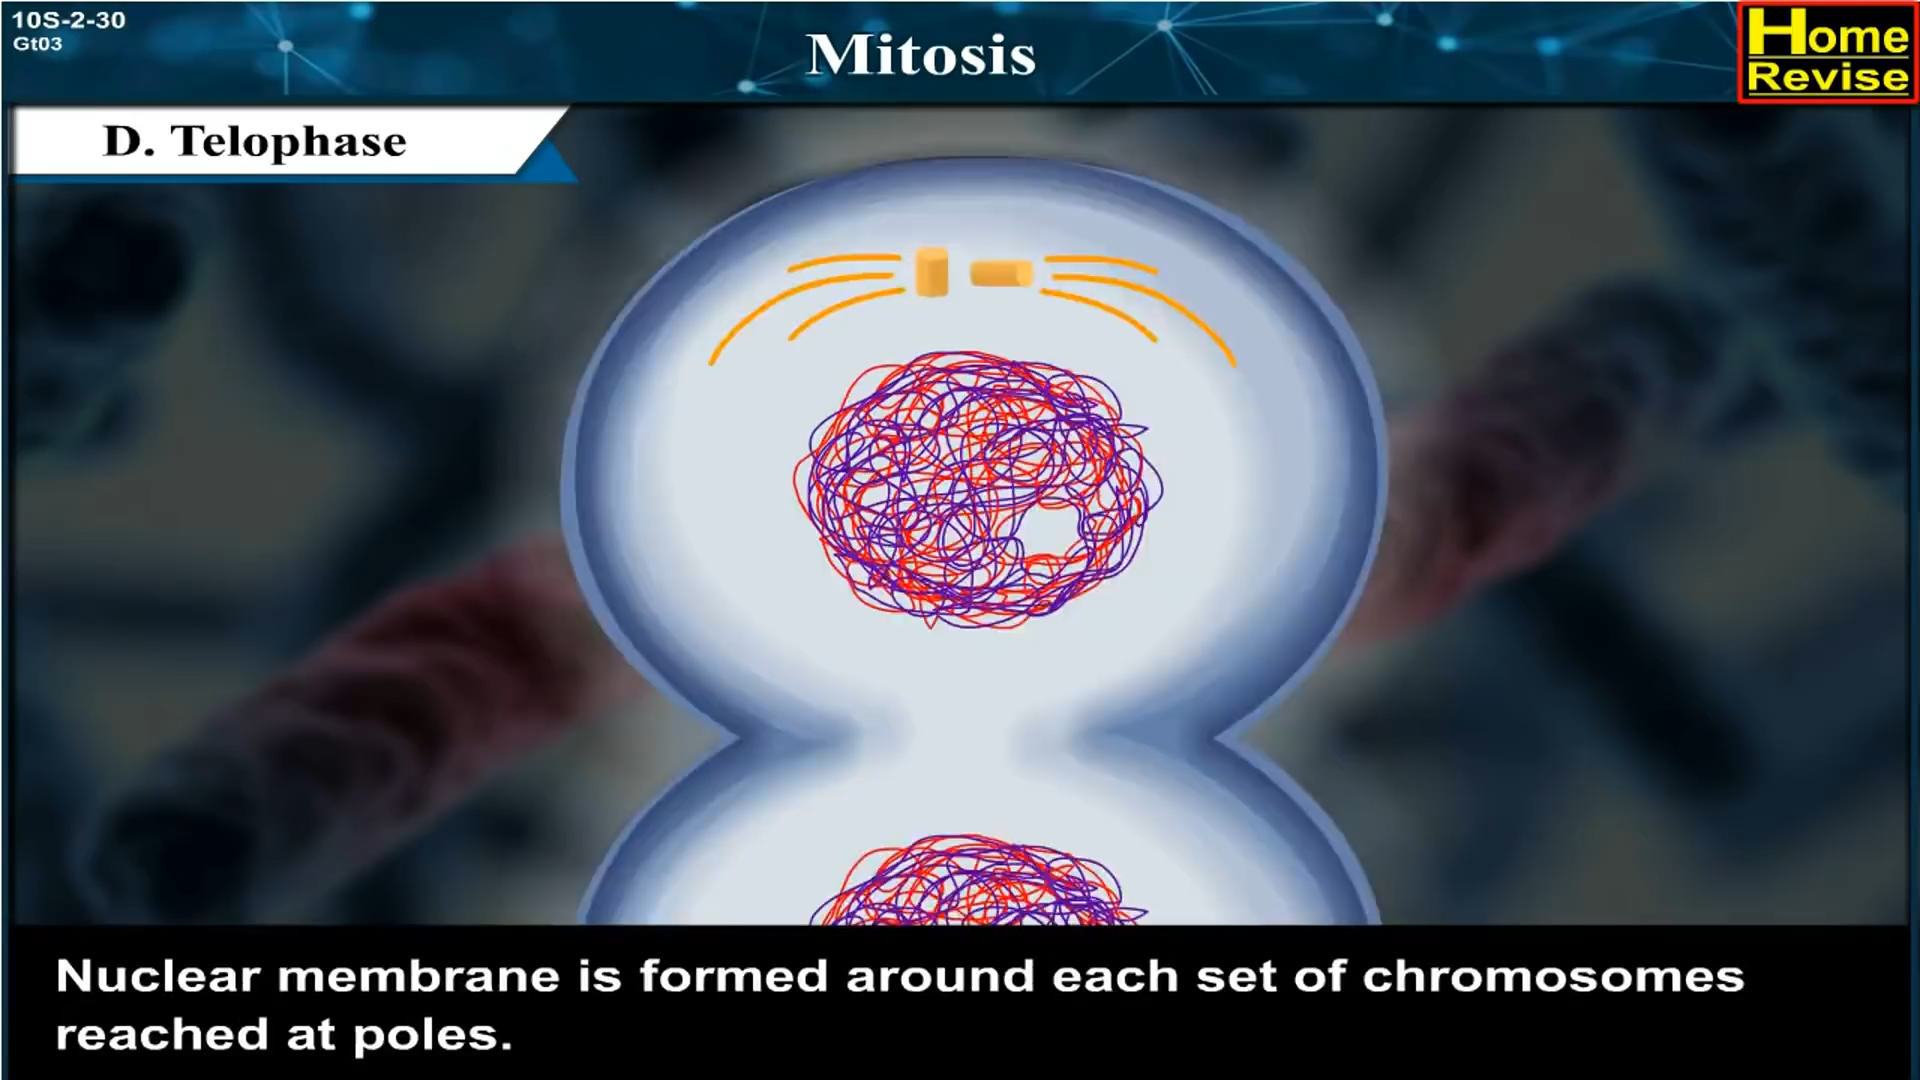 10S-2-30
Gt03
Mitosis
Home
Revise
D. Telophase
Nuclear membrane is formed around each set of chromosomes
reached at poles.